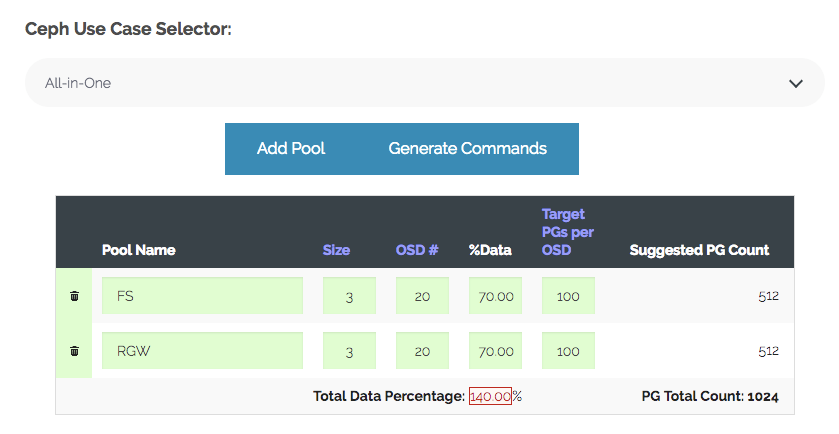 Ceph Use Case Selector:
All-in-One
Add Pool Generate Commands
Target
PGs per
Pool Name Size OSD # %Data OSD Suggested PG Count
FS 3 20 70.00 100 512
RGW 3 20 70.00 100 512
Total Data Percentage: 140.00% PG Total Count: 1024